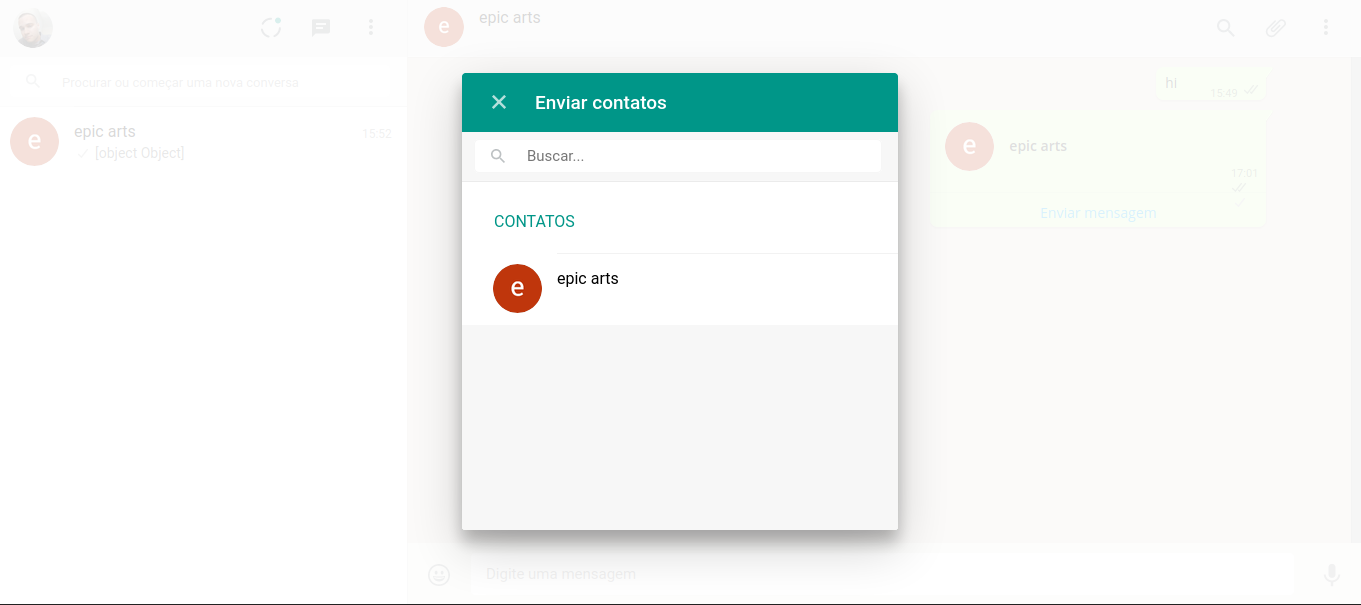 e
epic arts
Procurar ou começar uma nova conversa
e
epic arts
15:52
[object Object]
hi
15:49
e
epic arts
17:01
Enviar mensagem
Digite uma mensagem
Enviar contatos
Buscar...
CONTATOS
e
epic arts